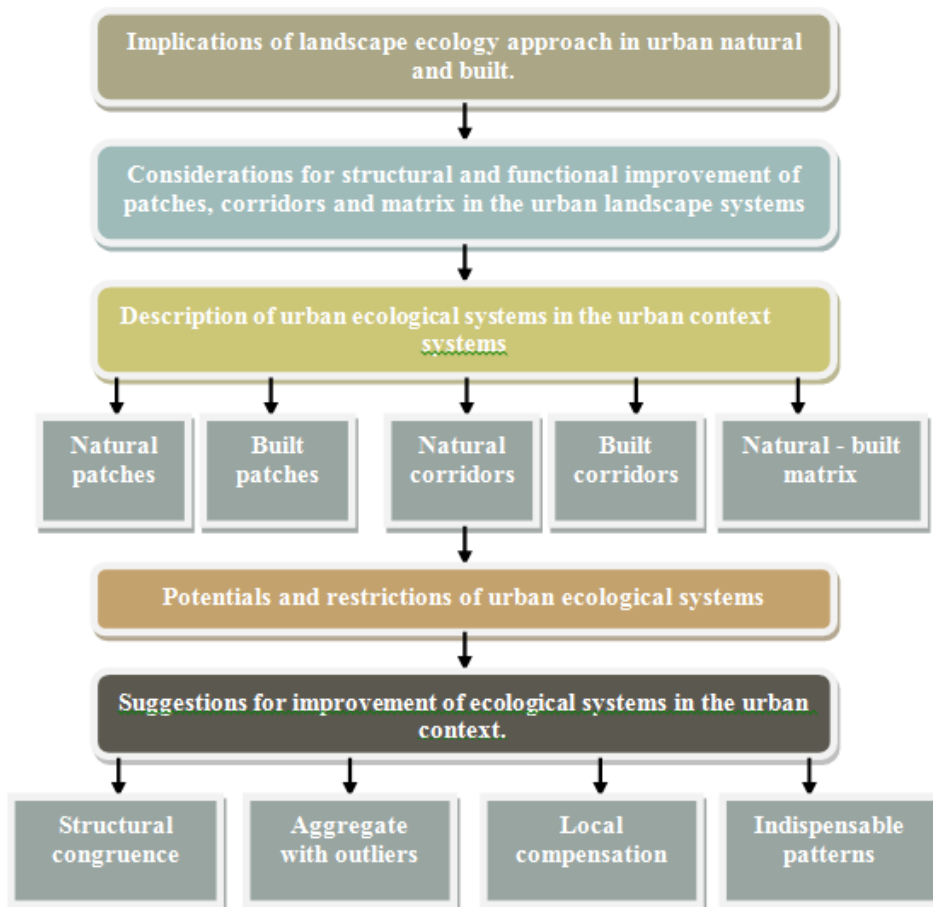 Implications of landscape ecology approach in urban natural
and built.
Considerations for structural and functional improvement of
patches, corridors and matrix in the urban landscape systems
Description of urban ecological systems in the urban context
systems
Natural
patches
Built
patches
Natural
corridors
Built
corridors
Natural - built
matrix
Potentials and restrictions of urban ecological systems
Suggestions for improvement of ecological systems in the urban
context.
Structural
congruence
Aggregate
with outliers
Local
compensation
Indispensable
patterns